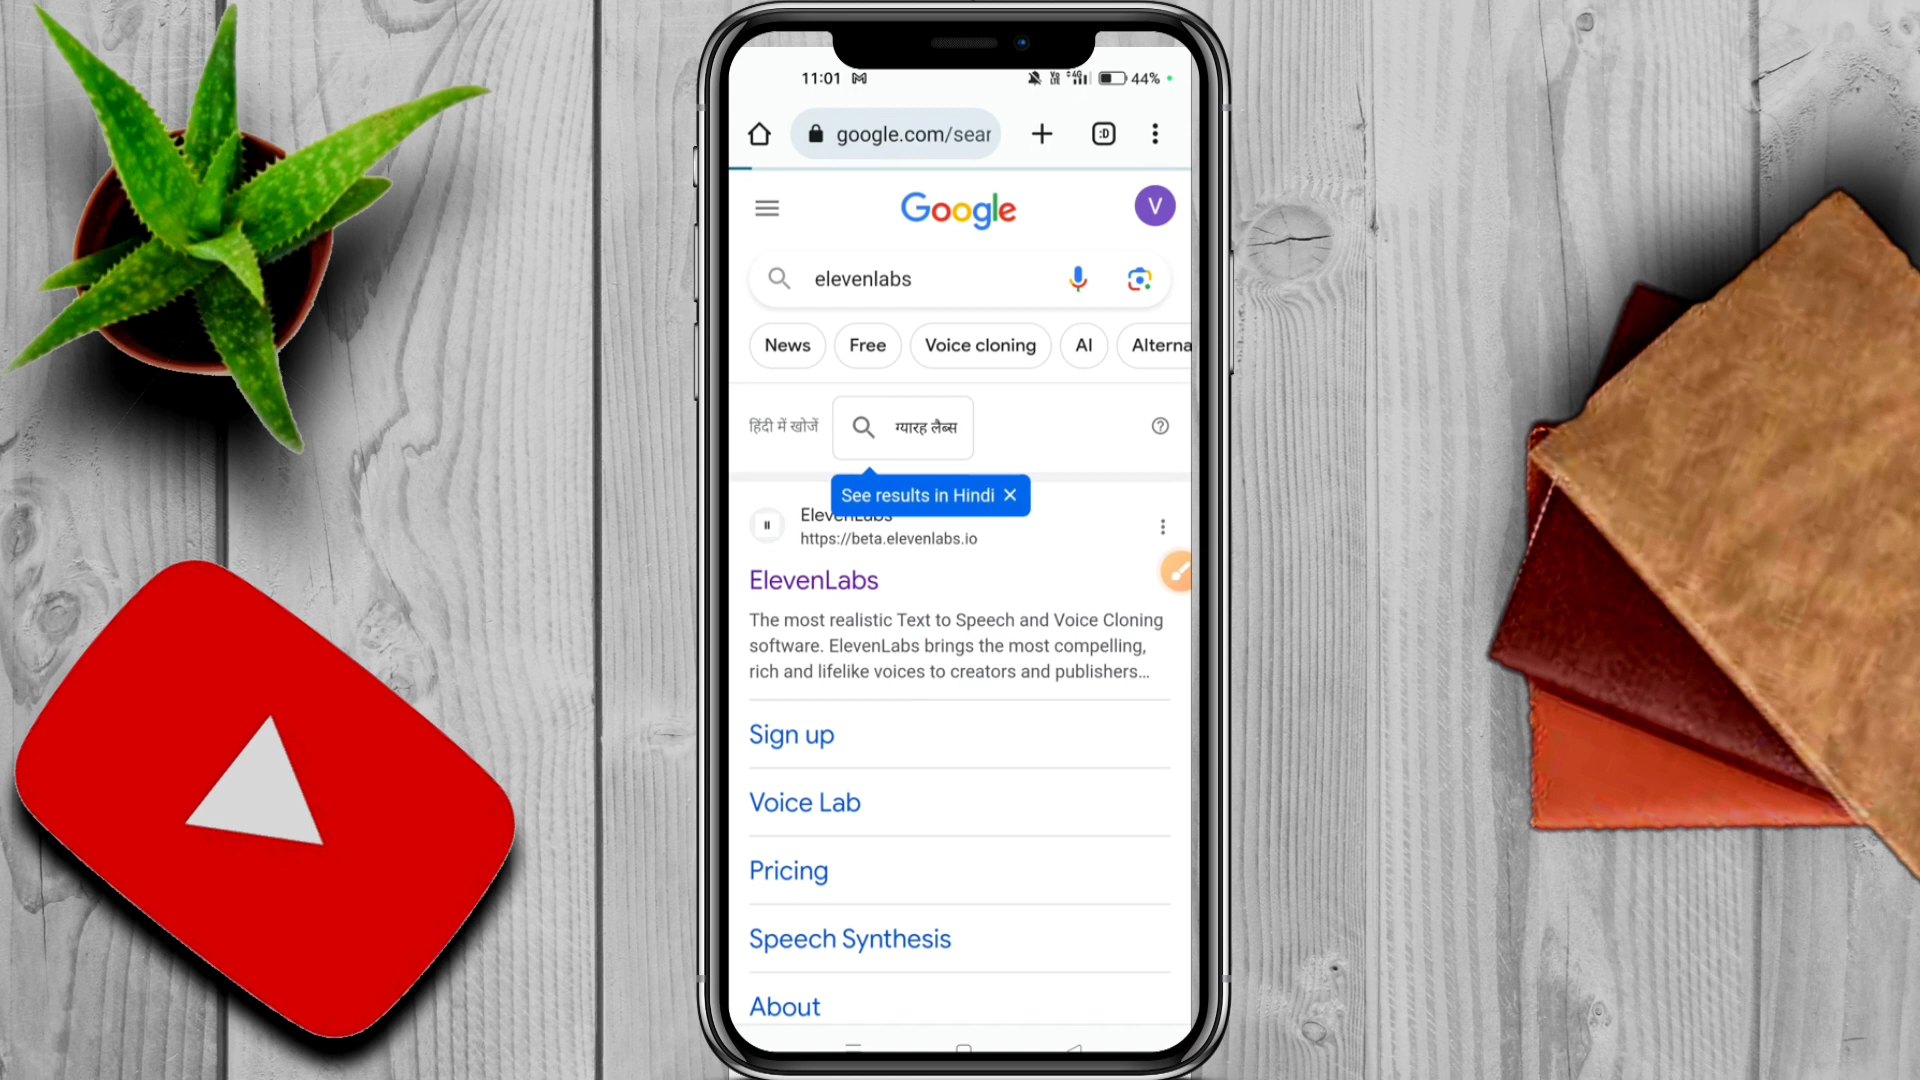 11:01 44%
google.com/sear
:D
Google
V
elevenlabs
News Free Voice cloning AI Alterna
हिंदी में खोजें ग्यारह लैब्स
See results in Hindi
ElevenLabs
https://beta.elevenlabs.io
ElevenLabs
The most realistic Text to Speech and Voice Cloning
software. ElevenLabs brings the most compelling,
rich and lifelike voices to creators and publishers...
Sign up
Voice Lab
Pricing
Speech Synthesis
About